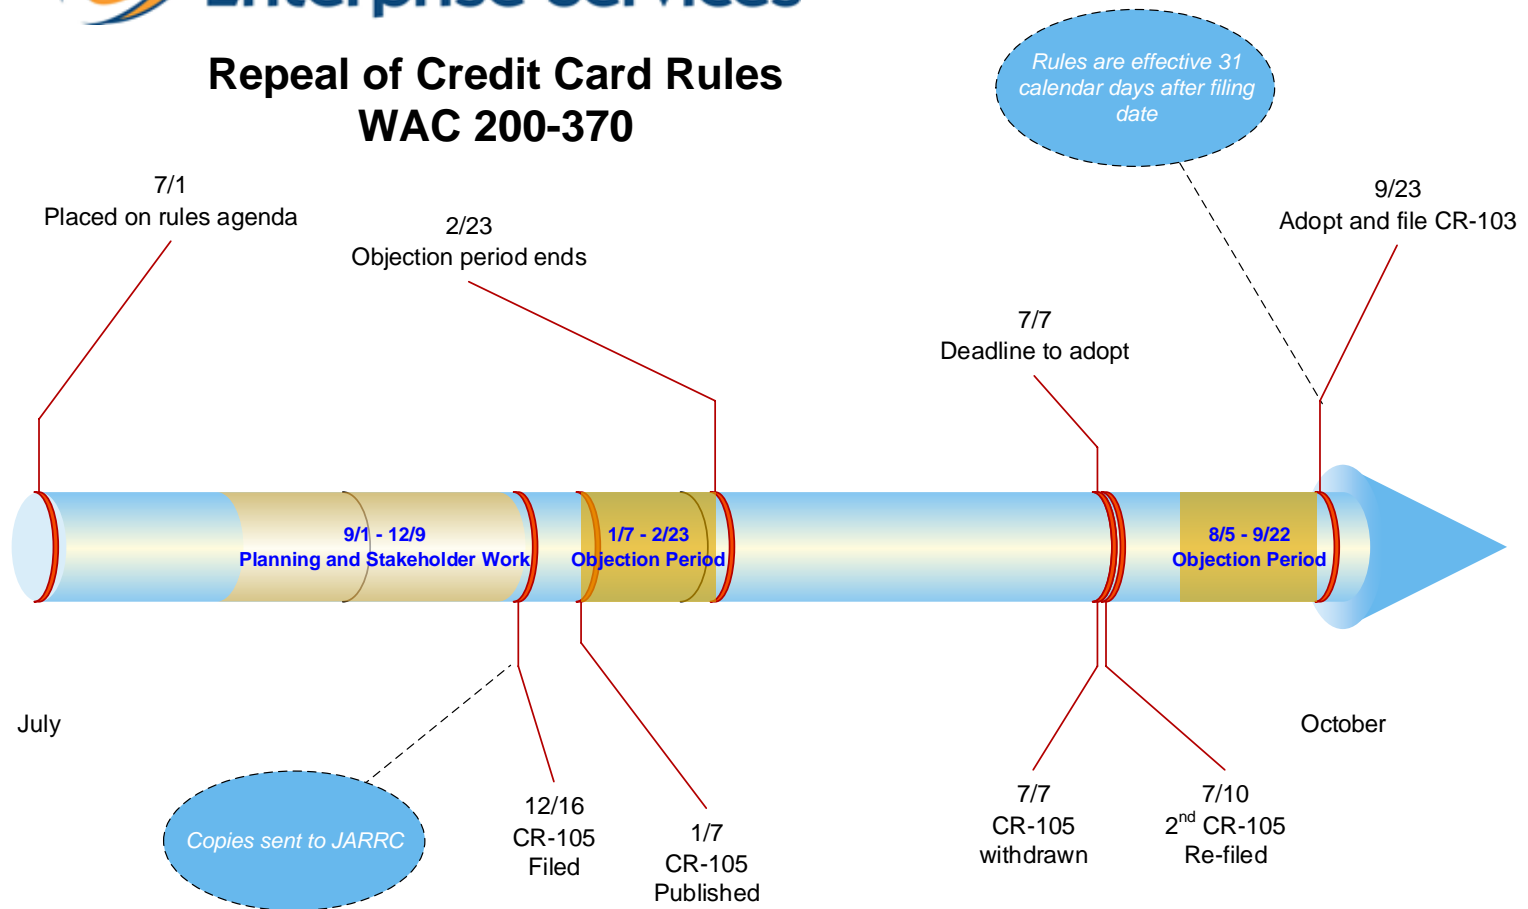 Enterprise Services
Repeal of Credit Card Rules
WAC 200-370
Rules are effective 31
calendar days after filing
date
7/1
Placed on rules agenda
2/23
Objection period ends
9/23
Adopt and file CR-103
7/7
Deadline to adopt
9/1 - 12/9
Planning and Stakeholder Work
1/7 - 2/23
Objection Period
8/5 - 9/22
Objection Period
July
October
Copies sent to JARRC
12/16
CR-105
Filed
1/7
CR-105
Published
7/7
CR-105
withdrawn
7/10
2nd CR-105
Re-filed